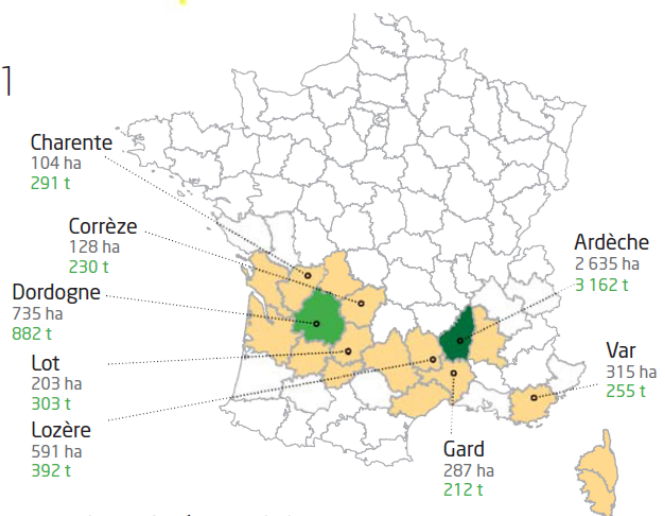 1
Charente
104 ha
291 t
Corrèze
128 ha
230 t
Dordogne
735 ha
882 t
Lot
203 ha
303 t
Lozère
591 ha
392 t
Ardèche
2 635 ha
3 162 t
Var
315 ha
255 t
Gard
287 ha
212 t